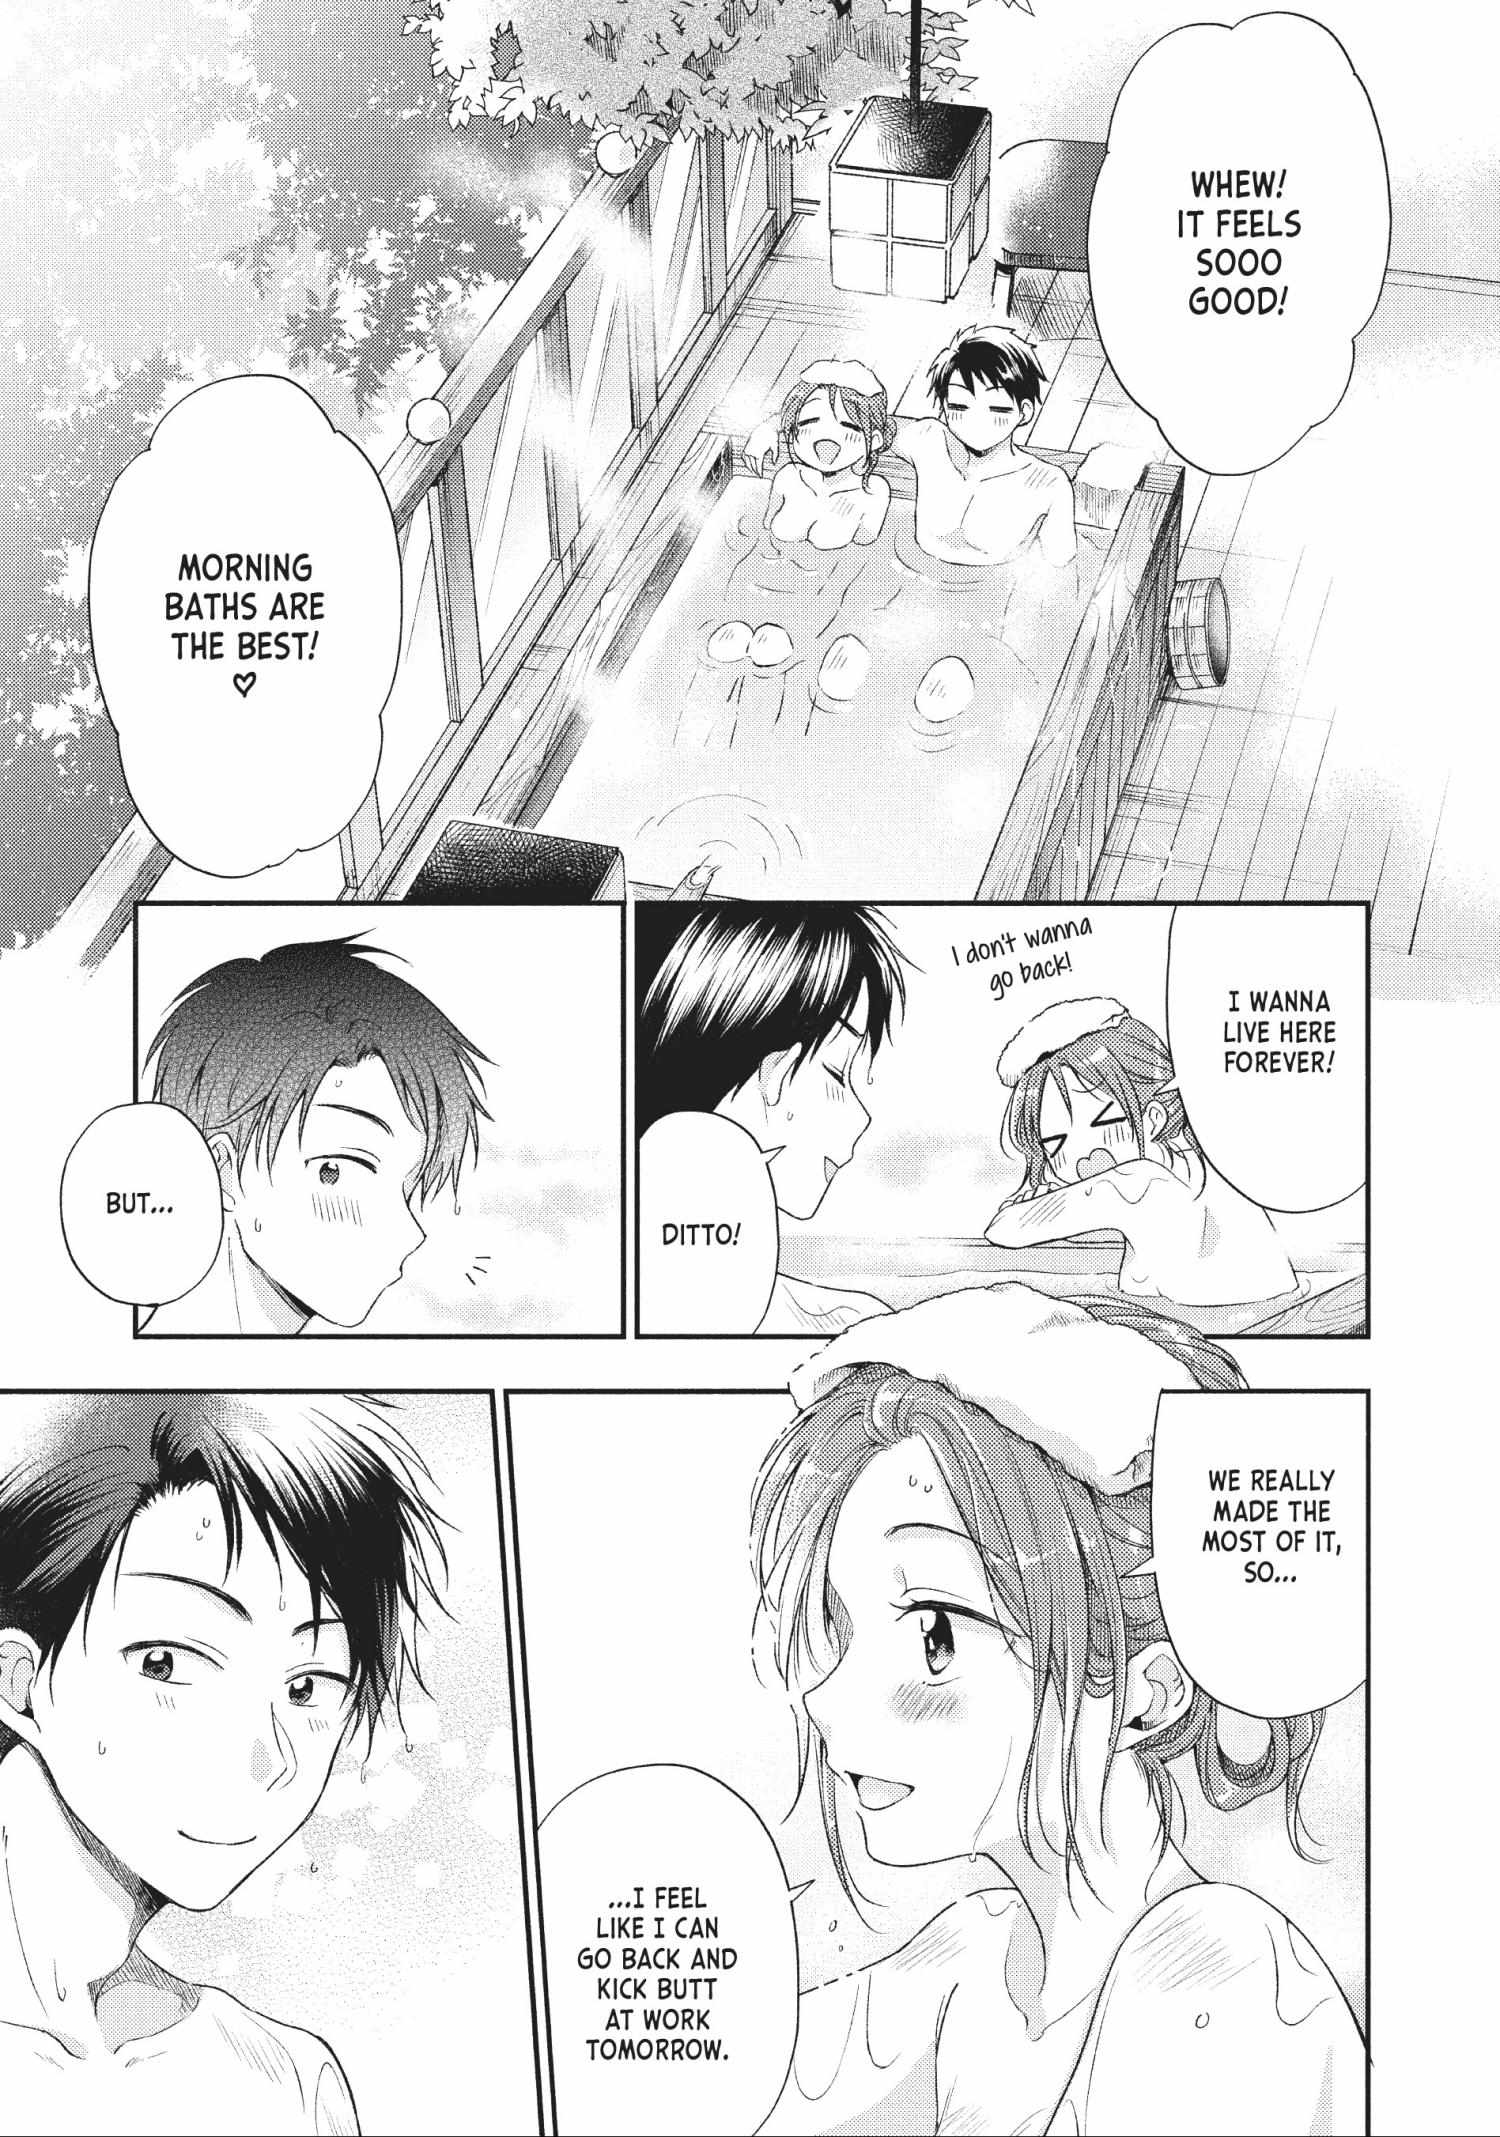 WHEW!
IT FEELS
SOOO
GOOD!
MORNING
BATHS ARE
THE BEST!
♡
I WANNA
LIVE HERE
FOREVER!
I don't wanna
go back!
DITTO!
BUT...
WE REALLY
MADE THE
MOST OF IT,
SO...
...I FEEL
LIKE I CAN
GO BACK AND
KICK BUTT
AT WORK
TOMORROW.